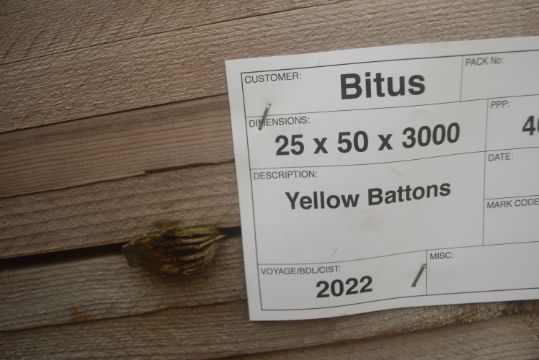 CUSTOMER: Bitus PACK No:
DIMENSIONS: 25 x 50 x 3000 PPP:
DESCRIPTION: DATE:
Yellow Battons
MARK CODE
VOYAGE/BDL/CIST: MISC:
2022